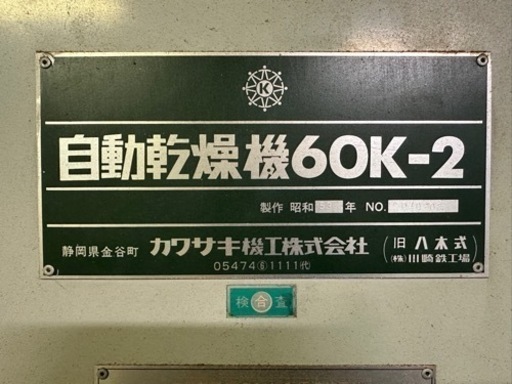 K
自動乾燥機60K-2
製作 昭和 年 NO.
静岡県金谷町 カワサキ機工株式会社 (旧 八木式 (株)川崎鉄工場)
05474⑥1111(代)
検合査